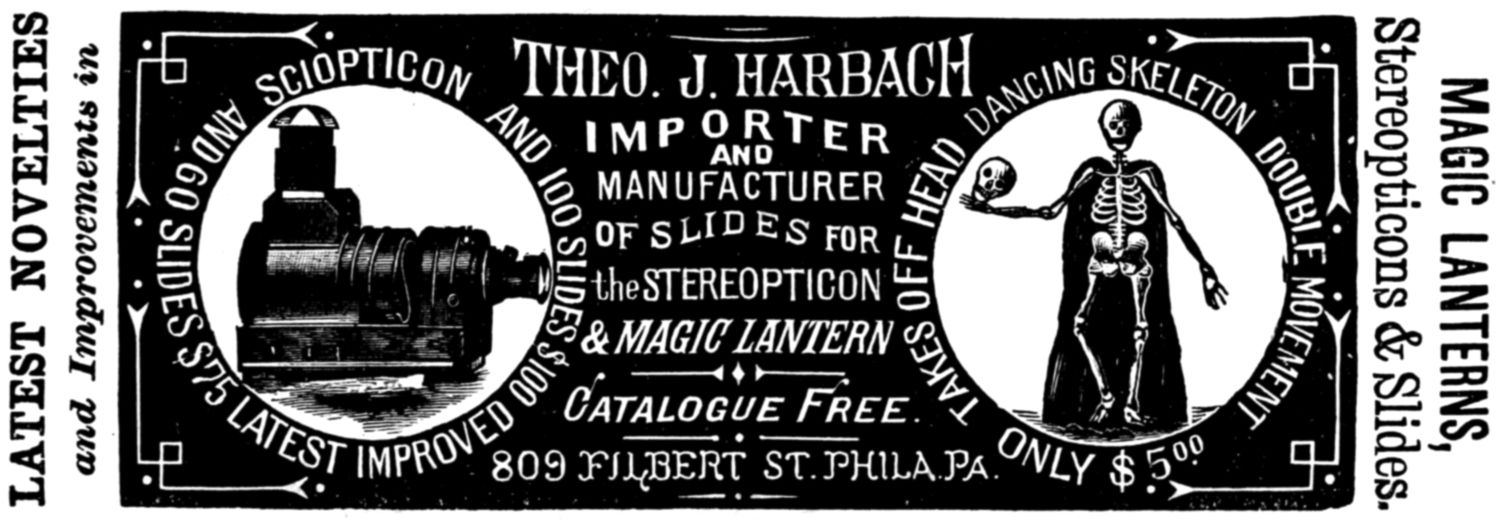 LATEST NOVELTIES
and Improvements in
SCIOPTICON AND 100 SLIDES $100 LATEST IMPROVED
AND 60 SLIDES $75
THEO. J. HARBACH
IMPORTER
AND
MANUFACTURER
OF SLIDES FOR
the STEREOPTICON
& MAGIC LANTERN
CATALOGUE FREE.
809 FILBERT ST. PHILA. PA.
DANCING SKELETON DOUBLE MOVEMENT
TAKES OFF HEAD
ONLY $5.00
MAGIC LANTERNS,
Stereopticons & Slides.